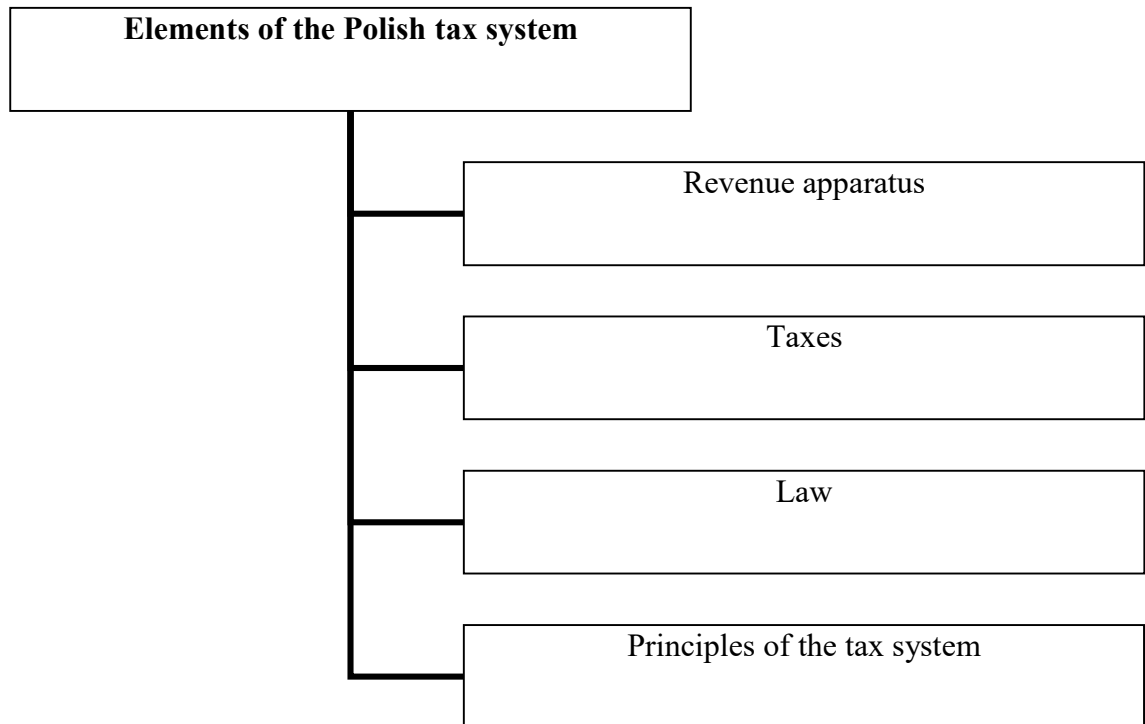 Elements of the Polish tax system
Revenue apparatus
Taxes
Law
Principles of the tax system